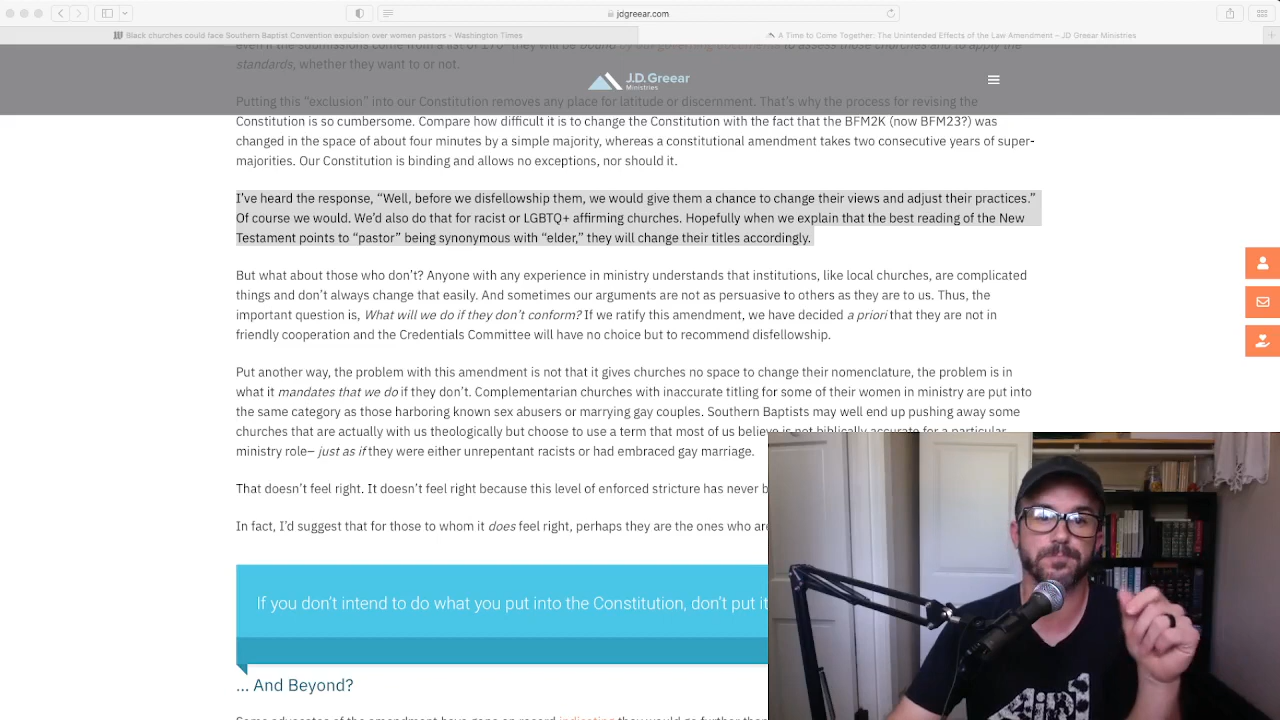 jdgreear.com
Black churches could face Southern Baptist Convention expulsion over women pastors - Washington Times
A Time to Come Together: The Unintended Effects of the Law Amendment – JD Greear Ministries
standards, whether they want to or not.
J.D.Greear
Ministries
Putting this “exclusion” into our Constitution removes any place for latitude or discernment. That’s why the process for revising the
Constitution is so cumbersome. Compare how difficult it is to change the Constitution with the fact that the BFM2K (now BFM23?) was
changed in the space of about four minutes by a simple majority, whereas a constitutional amendment takes two consecutive years of super-
majorities. Our Constitution is binding and allows no exceptions, nor should it.
I’ve heard the response, “Well, before we disfellowship them, we would give them a chance to change their views and adjust their practices.”
Of course we would. We’d also do that for racist or LGBTQ+ affirming churches. Hopefully when we explain that the best reading of the New
Testament points to “pastor” being synonymous with “elder,” they will change their titles accordingly.
But what about those who don’t? Anyone with any experience in ministry understands that institutions, like local churches, are complicated
things and don’t always change that easily. And sometimes our arguments are not as persuasive to others as they are to us. Thus, the
important question is, What will we do if they don’t conform? If we ratify this amendment, we have decided a priori that they are not in
friendly cooperation and the Credentials Committee will have no choice but to recommend disfellowship.
Put another way, the problem with this amendment is not that it gives churches no space to change their nomenclature, the problem is in
what it mandates that we do if they don’t. Complementarian churches with inaccurate titling for some of their women in ministry are put into
the same category as those harboring known sex abusers or marrying gay couples. Southern Baptists may well end up pushing away some
churches that are actually with us theologically but choose to use a term that most of us believe is not biblically accurate for a particular
ministry role– just as if they were either unrepentant racists or had embraced gay marriage.
That doesn’t feel right. It doesn’t feel right because this level of enforced stricture has never b
In fact, I’d suggest that for those to whom it does feel right, perhaps they are the ones who are
If you don’t intend to do what you put into the Constitution, don’t put it
... And Beyond?